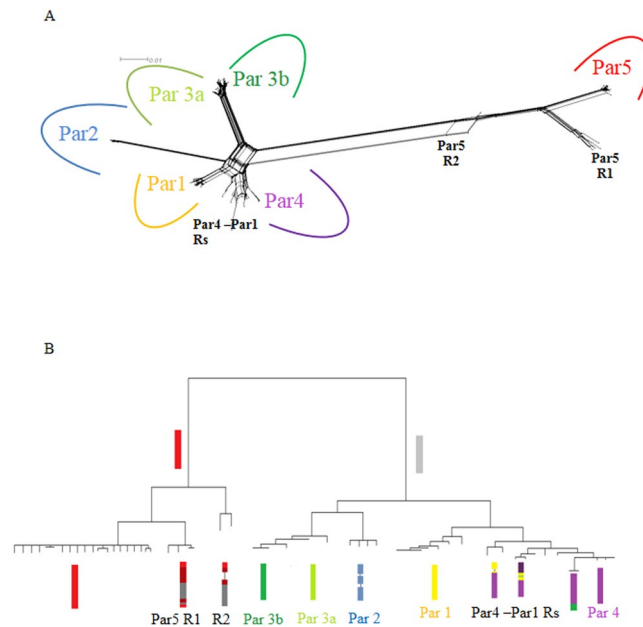 A
0.01
Par 3b
Par5
Par 3a
Par2
Par5
R2
Par5
R1
Par1
Par4
Par4 –Par1
Rs
B
Par5 R1 R2 Par 3b Par 3a Par 2 Par 1 Par4 –Par1 Rs Par 4